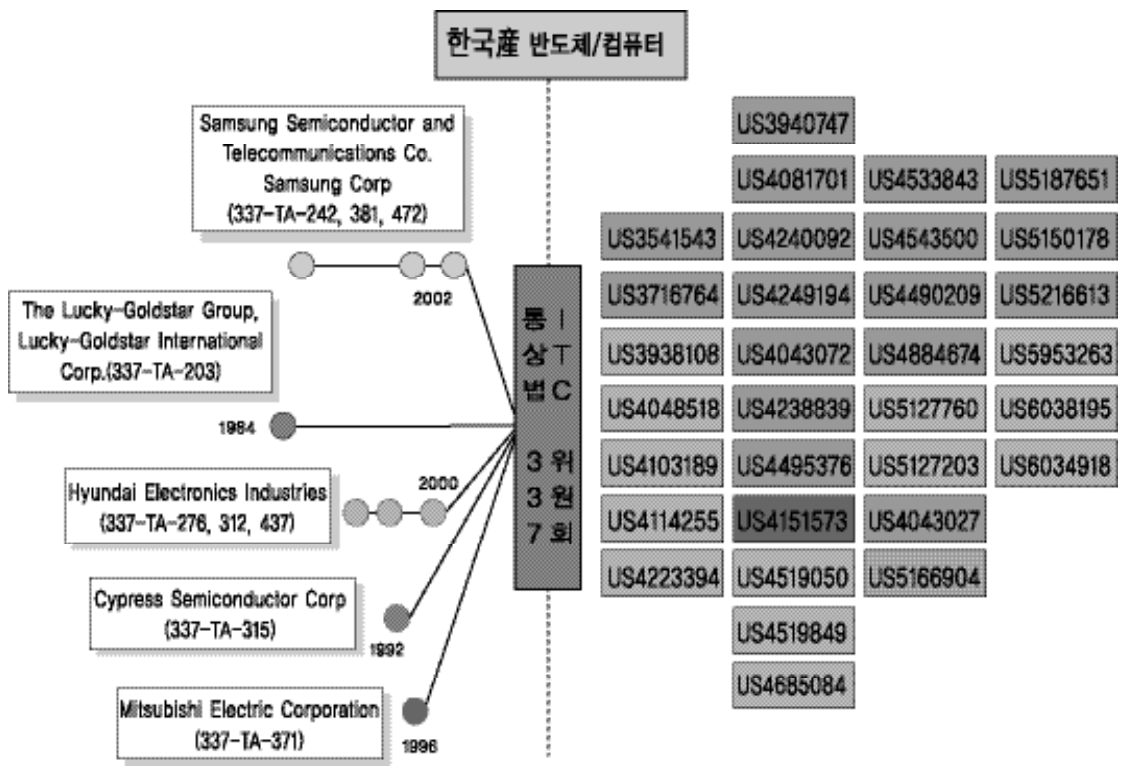 한국産 반도체/컴퓨터
Samsung Semiconductor and
Telecommunications Co.
Samsung Corp
(337-TA-242, 381, 472)
2002
The Lucky-Goldstar Group,
Lucky-Goldstar International
Corp.(337-TA-203)
1984
Hyundai Electronics Industries
(337-TA-276, 312, 437)
2000
Cypress Semiconductor Corp
(337-TA-315)
1992
Mitsubishi Electric Corporation
(337-TA-371)
1996
통상법 337
ITC 위원회
US3940747
US4081701 US4533843 US5187651
US3541543 US4240092 US4543500 US5150178
US3716764 US4249194 US4490209 US5216613
US3938108 US4043072 US4884674 US5953263
US4048518 US4238839 US5127760 US6038195
US4103189 US4495376 US5127203 US6034918
US4114255 US4151573 US4043027
US4223394 US4519050 US5166904
US4519849
US4685084